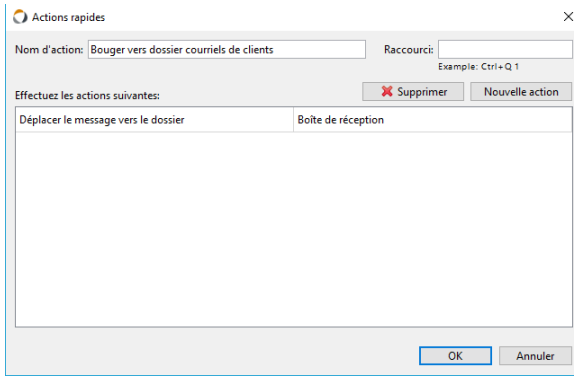 Actions rapides
Nom d'action: Bouger vers dossier courriels de clients Raccourci:
Example: Ctrl+Q 1
Effectuez les actions suivantes: Supprimer Nouvelle action
Déplacer le message vers le dossier Boîte de réception
OK Annuler